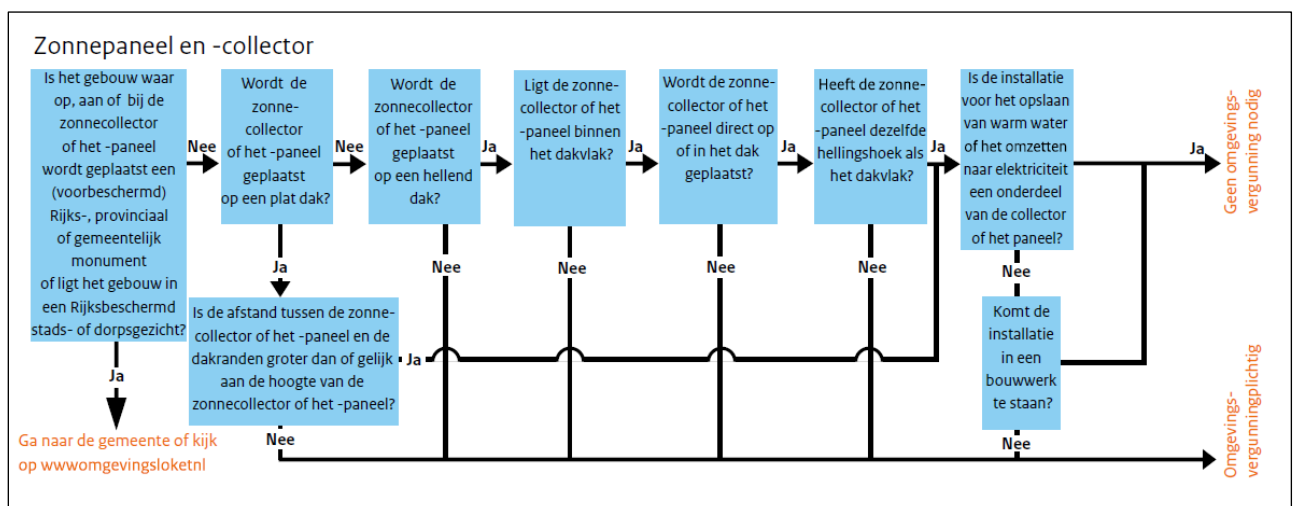 Zonnepaneel en -collector
Is het gebouw waar
op, aan of bij de
zonnecollector
of het -paneel
wordt geplaatst een
(voorbeschermd)
Rijks-, provinciaal
of gemeentelijk
monument
of ligt het gebouw in
een Rijksbeschermd
stads- of dorpsgezicht?
Nee
Ja
Ga naar de gemeente of kijk
op wwwomgevingsloketnl
Wordt de
zonne-
collector
of het -paneel
geplaatst
op een plat dak?
Nee
Ja
Is de afstand tussen de zonne-
collector of het -paneel en de
dakranden groter dan of gelijk
aan de hoogte van de
zonnecollector of het -paneel?
Ja
Nee
Wordt de
zonnecollector
of het -paneel
geplaatst
op een hellend
dak?
Ja
Nee
Ligt de zonne-
collector of het
-paneel binnen
het dakvlak?
Ja
Nee
Wordt de zonne-
collector of het
-paneel direct op
of in het dak
geplaatst?
Ja
Nee
Heeft de zonne-
collector of het
-paneel dezelfde
hellingshoek als
het dakvlak?
Ja
Nee
Is de installatie
voor het opslaan
van warm water
of het omzetten
naar elektriciteit
een onderdeel
van de collector
of het paneel?
Ja
Nee
Komt de
installatie
in een
bouwwerk
te staan?
Nee
Geen omgevings-
vergunning nodig
Omgevings-
vergunningplichtig